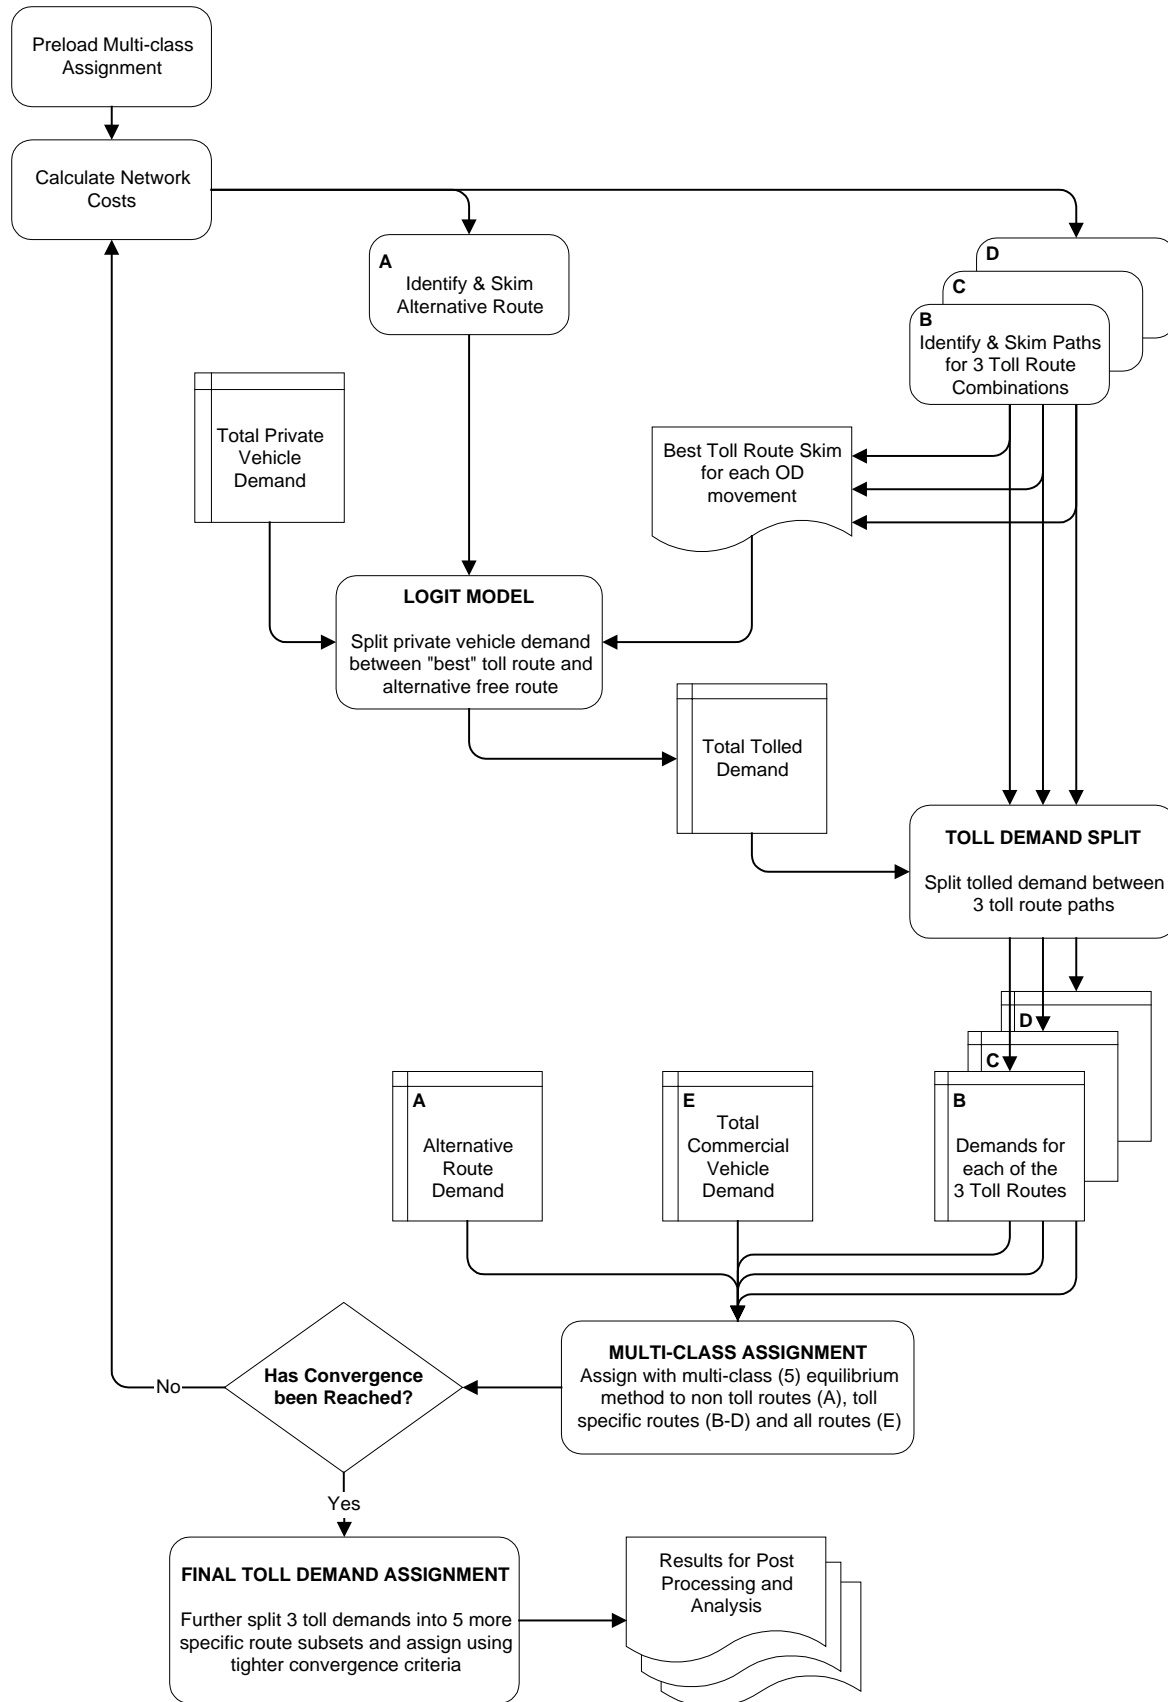 Preload Multi-class
Assignment
Calculate Network
Costs
A
Identify & Skim
Alternative Route
D
C
B
Identify & Skim Paths
for 3 Toll Route
Combinations
Total Private
Vehicle
Demand
Best Toll Route Skim
for each OD
movement
LOGIT MODEL
Split private vehicle demand
between "best" toll route and
alternative free route
Total Tolled
Demand
TOLL DEMAND SPLIT
Split tolled demand between
3 toll route paths
D
C
B
Demands for
each of the
3 Toll Routes
A
Alternative
Route
Demand
E
Total
Commercial
Vehicle
Demand
MULTI-CLASS ASSIGNMENT
Assign with multi-class (5) equilibrium
method to non toll routes (A), toll
specific routes (B-D) and all routes (E)
Has Convergence
been Reached?
No
Yes
FINAL TOLL DEMAND ASSIGNMENT
Further split 3 toll demands into 5 more
specific route subsets and assign using
tighter convergence criteria
Results for Post
Processing and
Analysis